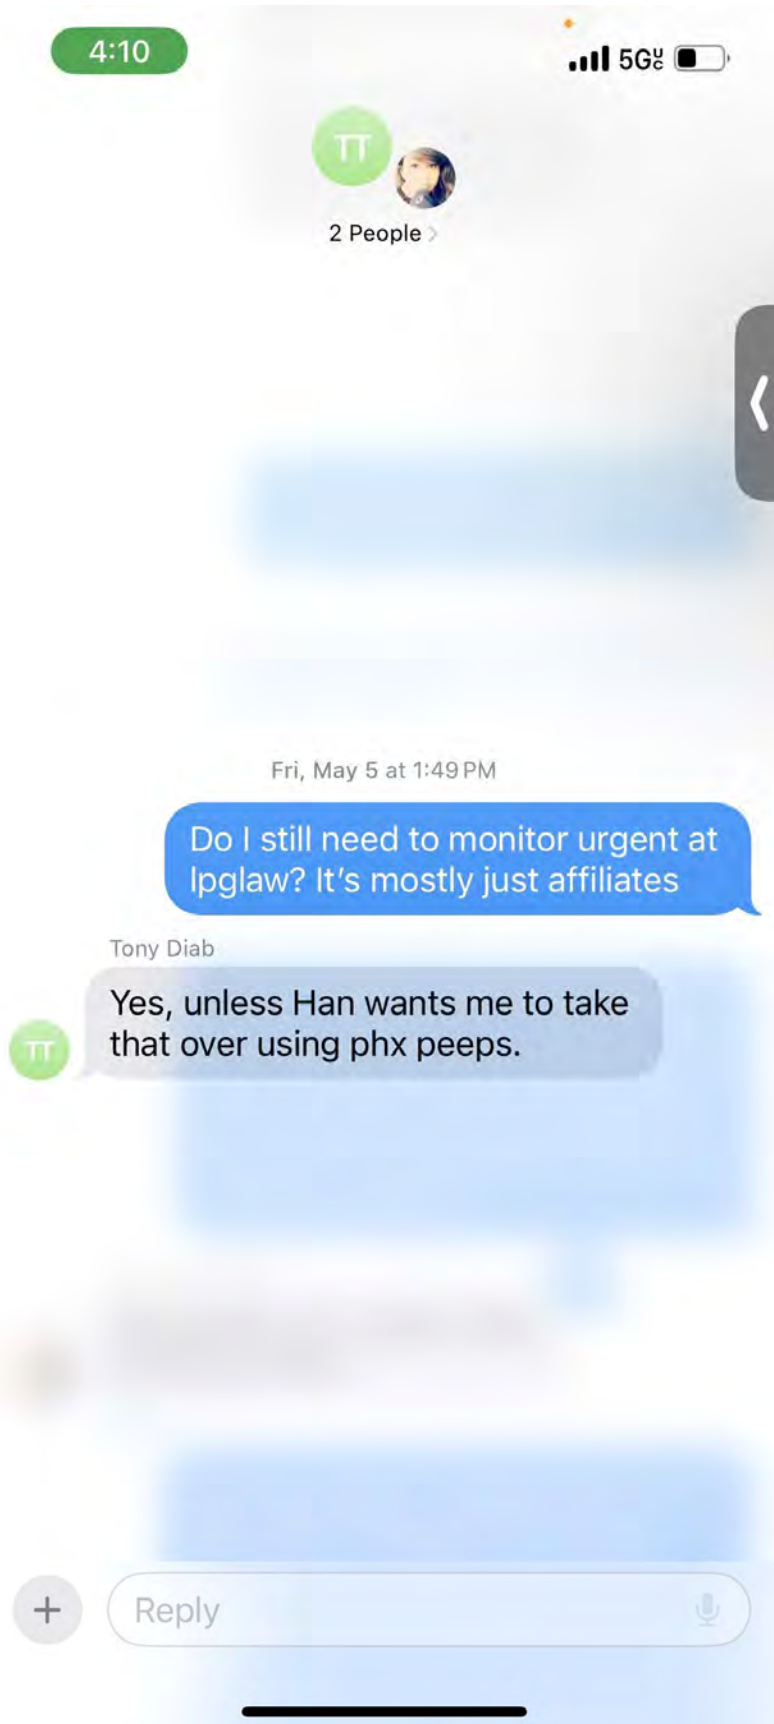 4:10
5G UC
TT
2 People >
Fri, May 5 at 1:49 PM
Do I still need to monitor urgent at
lpglaw? It's mostly just affiliates
Tony Diab
Yes, unless Han wants me to take
that over using phx peeps.
TT
+
Reply